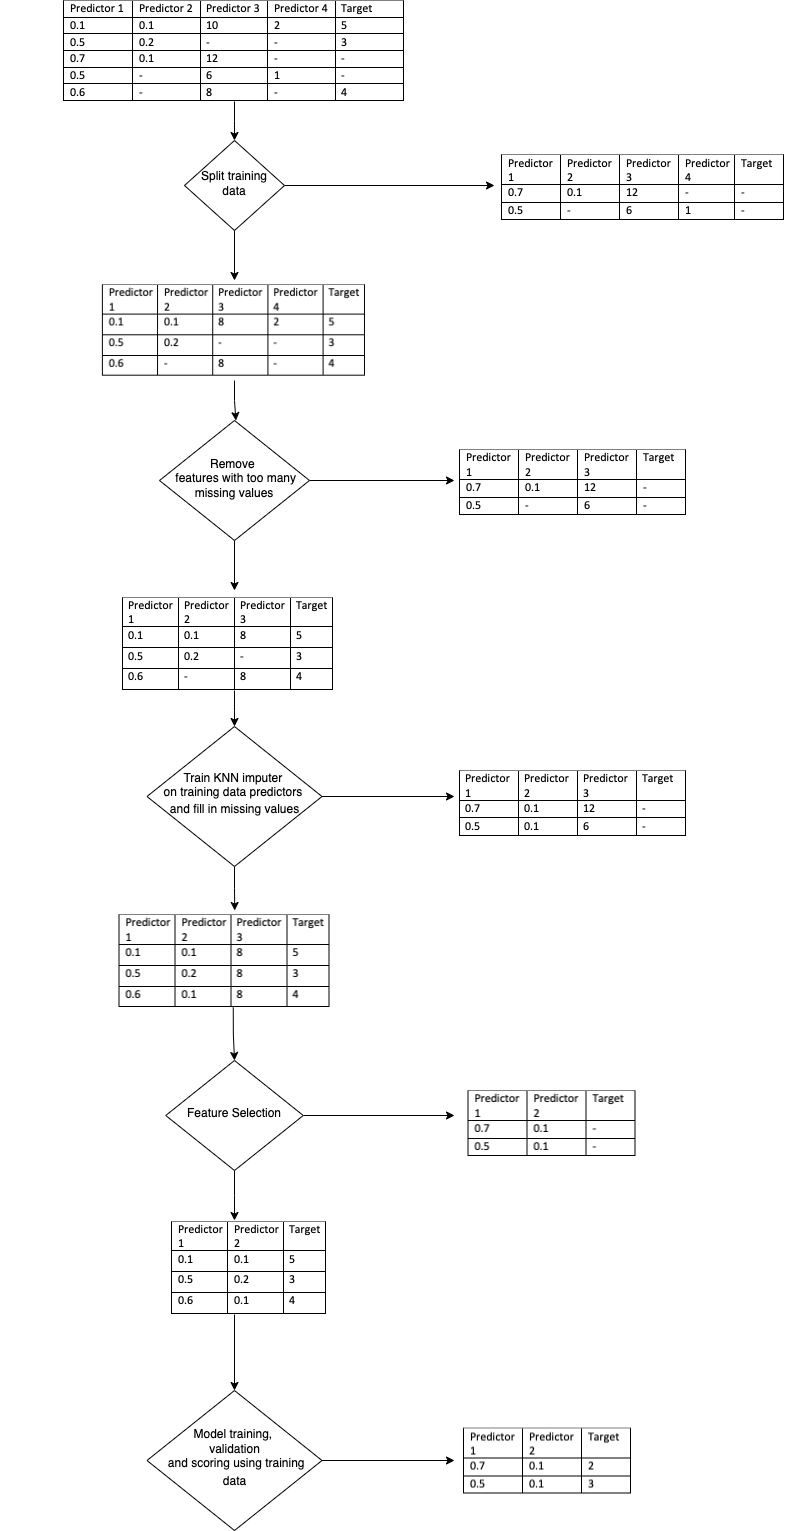 Predictor 1 Predictor 2 Predictor 3 Predictor 4 Target
0.1 0.1 10 2 5
0.5 0.2 - - 3
0.7 0.1 12 - -
0.5 - 6 1 -
0.6 - 8 - 4
Split training
data
Predictor Predictor Predictor Predictor Target
1 2 3 4
0.7 0.1 12 - -
0.5 - 6 1 -
Predictor Predictor Predictor Predictor Target
1 2 3 4
0.1 0.1 8 2 5
0.5 0.2 - - 3
0.6 - 8 - 4
Remove
features with too many
missing values
Predictor Predictor Predictor Target
1 2 3
0.7 0.1 12 -
0.5 - 6 -
Predictor Predictor Predictor Target
1 2 3
0.1 0.1 8 5
0.5 0.2 - 3
0.6 - 8 4
Train KNN imputer
on training data predictors
and fill in missing values
Predictor Predictor Predictor Target
1 2 3
0.7 0.1 12 -
0.5 0.1 6 -
Predictor Predictor Predictor Target
1 2 3
0.1 0.1 8 5
0.5 0.2 8 3
0.6 0.1 8 4
Feature Selection
Predictor Predictor Target
1 2
0.7 0.1 -
0.5 0.1 -
Predictor Predictor Target
1 2
0.1 0.1 5
0.5 0.2 3
0.6 0.1 4
Model training,
validation
and scoring using training
data
Predictor Predictor Target
1 2
0.7 0.1 2
0.5 0.1 3